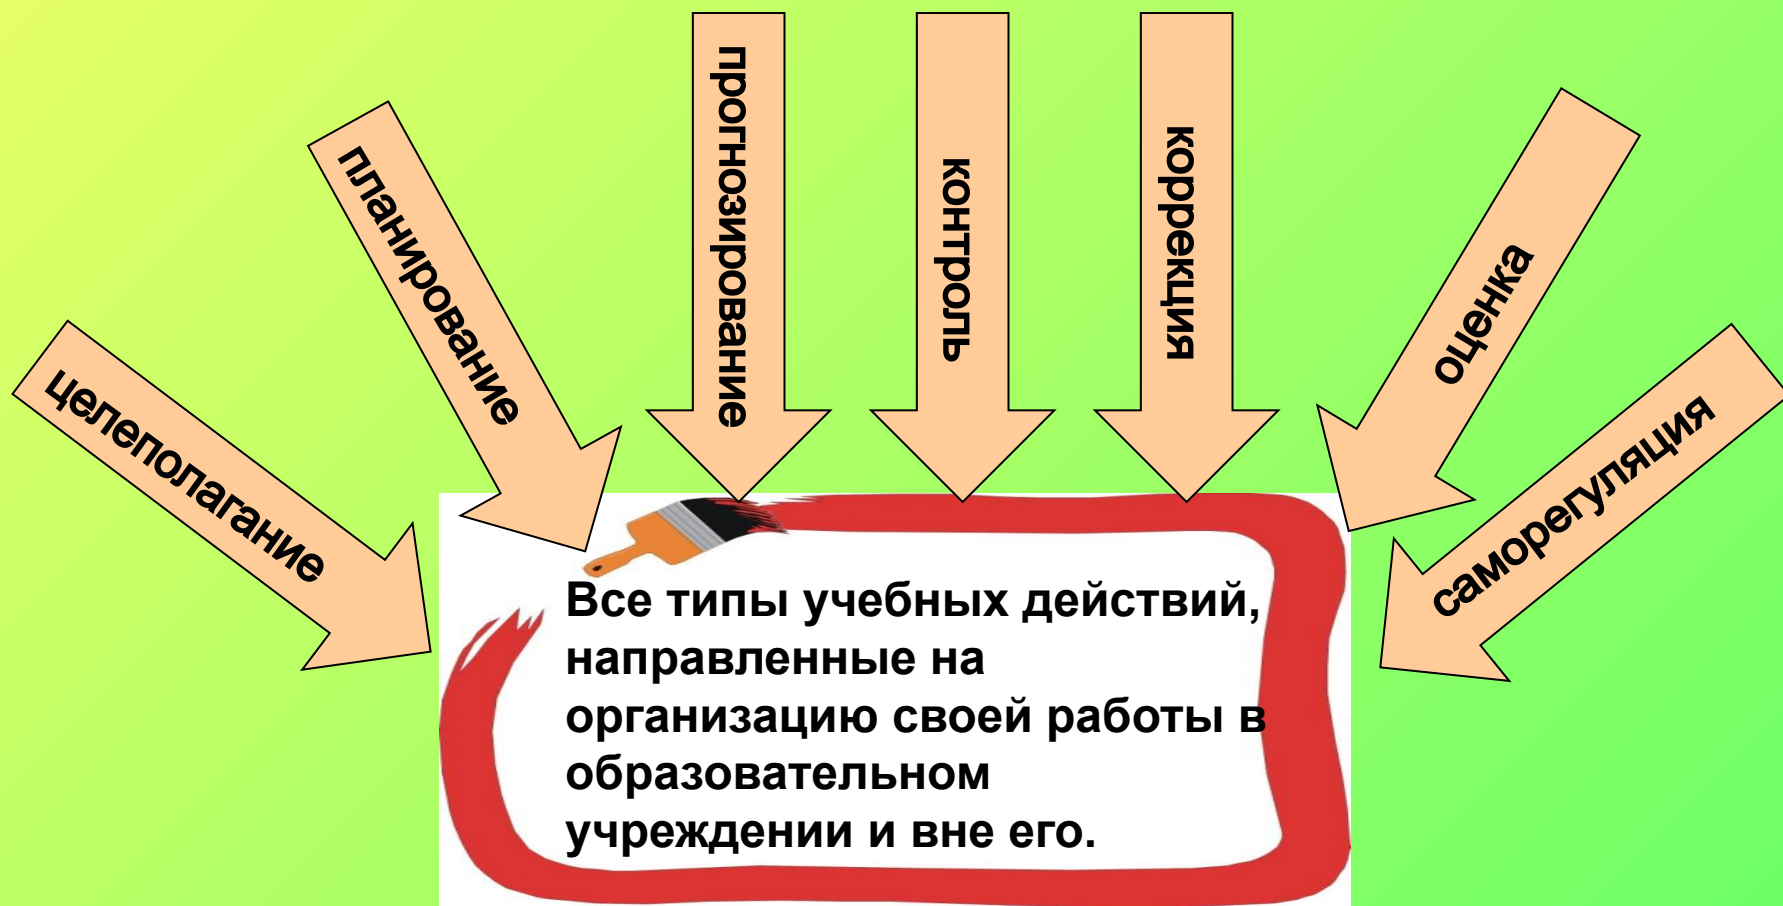 целеполагание
планирование
прогнозирование
контроль
коррекция
оценка
саморегуляция
Все типы учебных действий,
направленные на
организацию своей работы в
образовательном
учреждении и вне его.